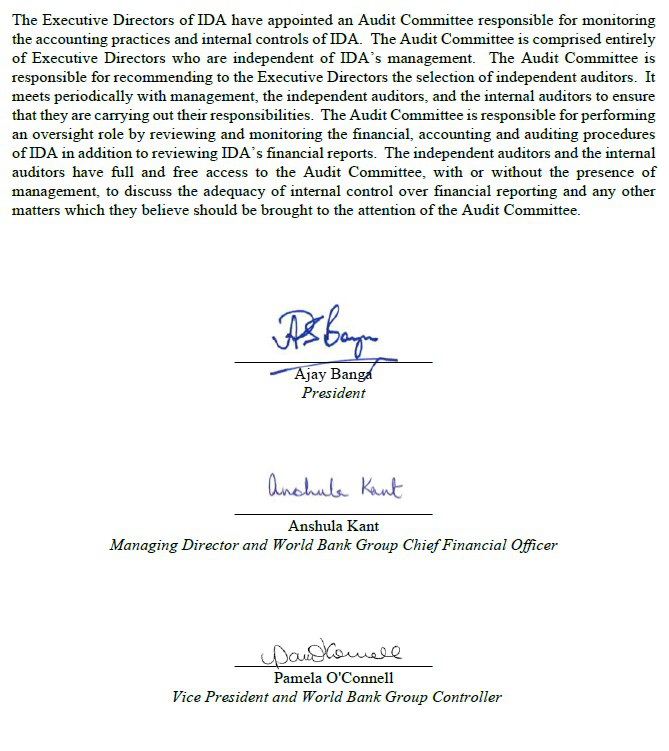 The Executive Directors of IDA have appointed an Audit Committee responsible for monitoring
the accounting practices and internal controls of IDA. The Audit Committee is comprised entirely
of Executive Directors who are independent of IDA's management. The Audit Committee is
responsible for recommending to the Executive Directors the selection of independent auditors. It
meets periodically with management, the independent auditors, and the internal auditors to ensure
that they are carrying out their responsibilities. The Audit Committee is responsible for performing
an oversight role by reviewing and monitoring the financial, accounting and auditing procedures
of IDA in addition to reviewing IDA's financial reports. The independent auditors and the internal
auditors have full and free access to the Audit Committee, with or without the presence of
management, to discuss the adequacy of internal control over financial reporting and any other
matters which they believe should be brought to the attention of the Audit Committee.
Ajay Banga
President
Anshula Kant
Anshula Kant
Managing Director and World Bank Group Chief Financial Officer
Pamela O'Connell
Vice President and World Bank Group Controller